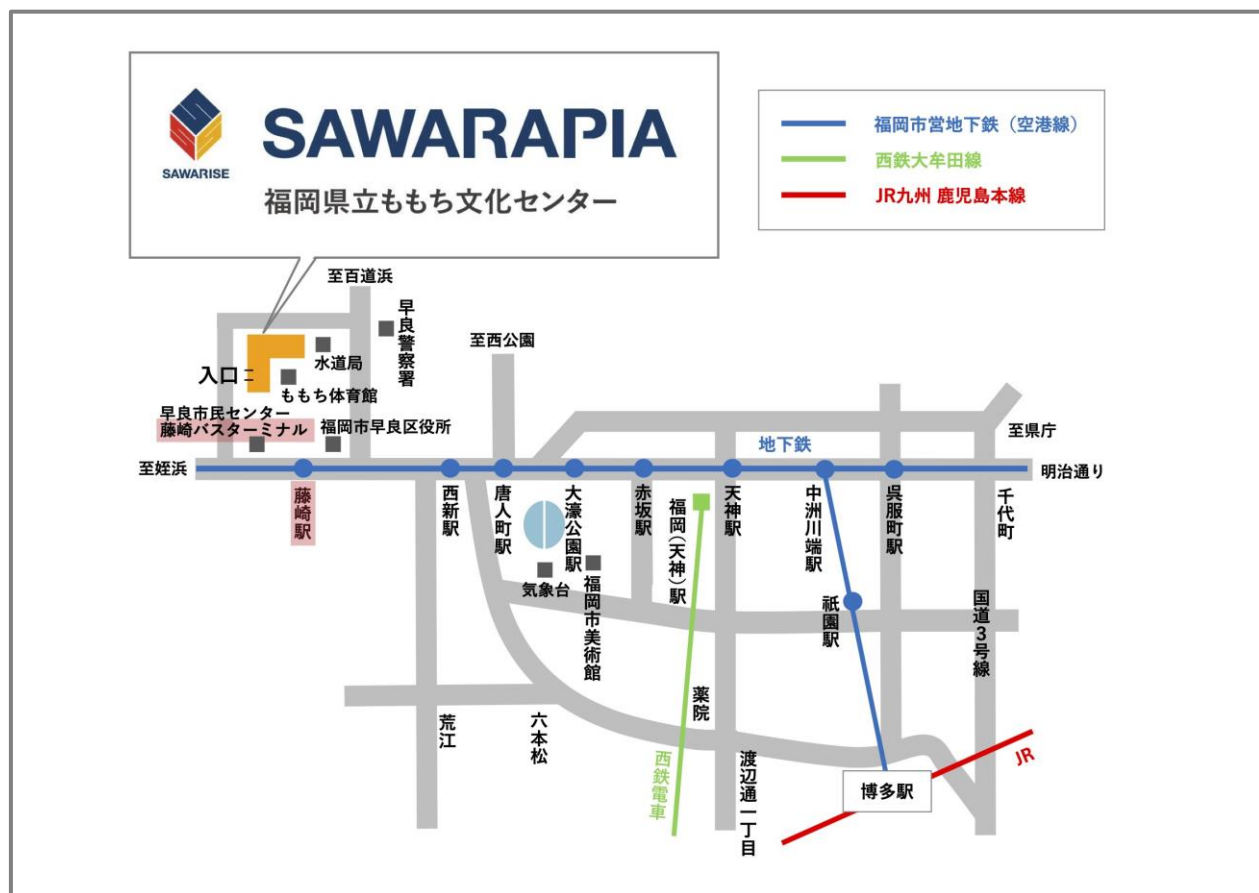 SAWARISE
SAWARAPIA
福岡県立ももち文化センター
福岡市営地下鉄（空港線）
西鉄大牟田線
JR九州 鹿児島本線
至百道浜
早良警察署
水道局
入口
ももち体育館
早良市民センター
藤崎バスターミナル
福岡市早良区役所
至西公園
至県庁
地下鉄
至姪浜
明治通り
藤崎駅
西新駅
唐人町駅
大濠公園駅
赤坂駅
福岡（天神）駅
天神駅
中洲川端駅
呉服町駅
千代町
気象台
福岡市美術館
祇園駅
国道3号線
荒江
六本松
薬院
西鉄電車
渡辺通一丁目
博多駅
JR